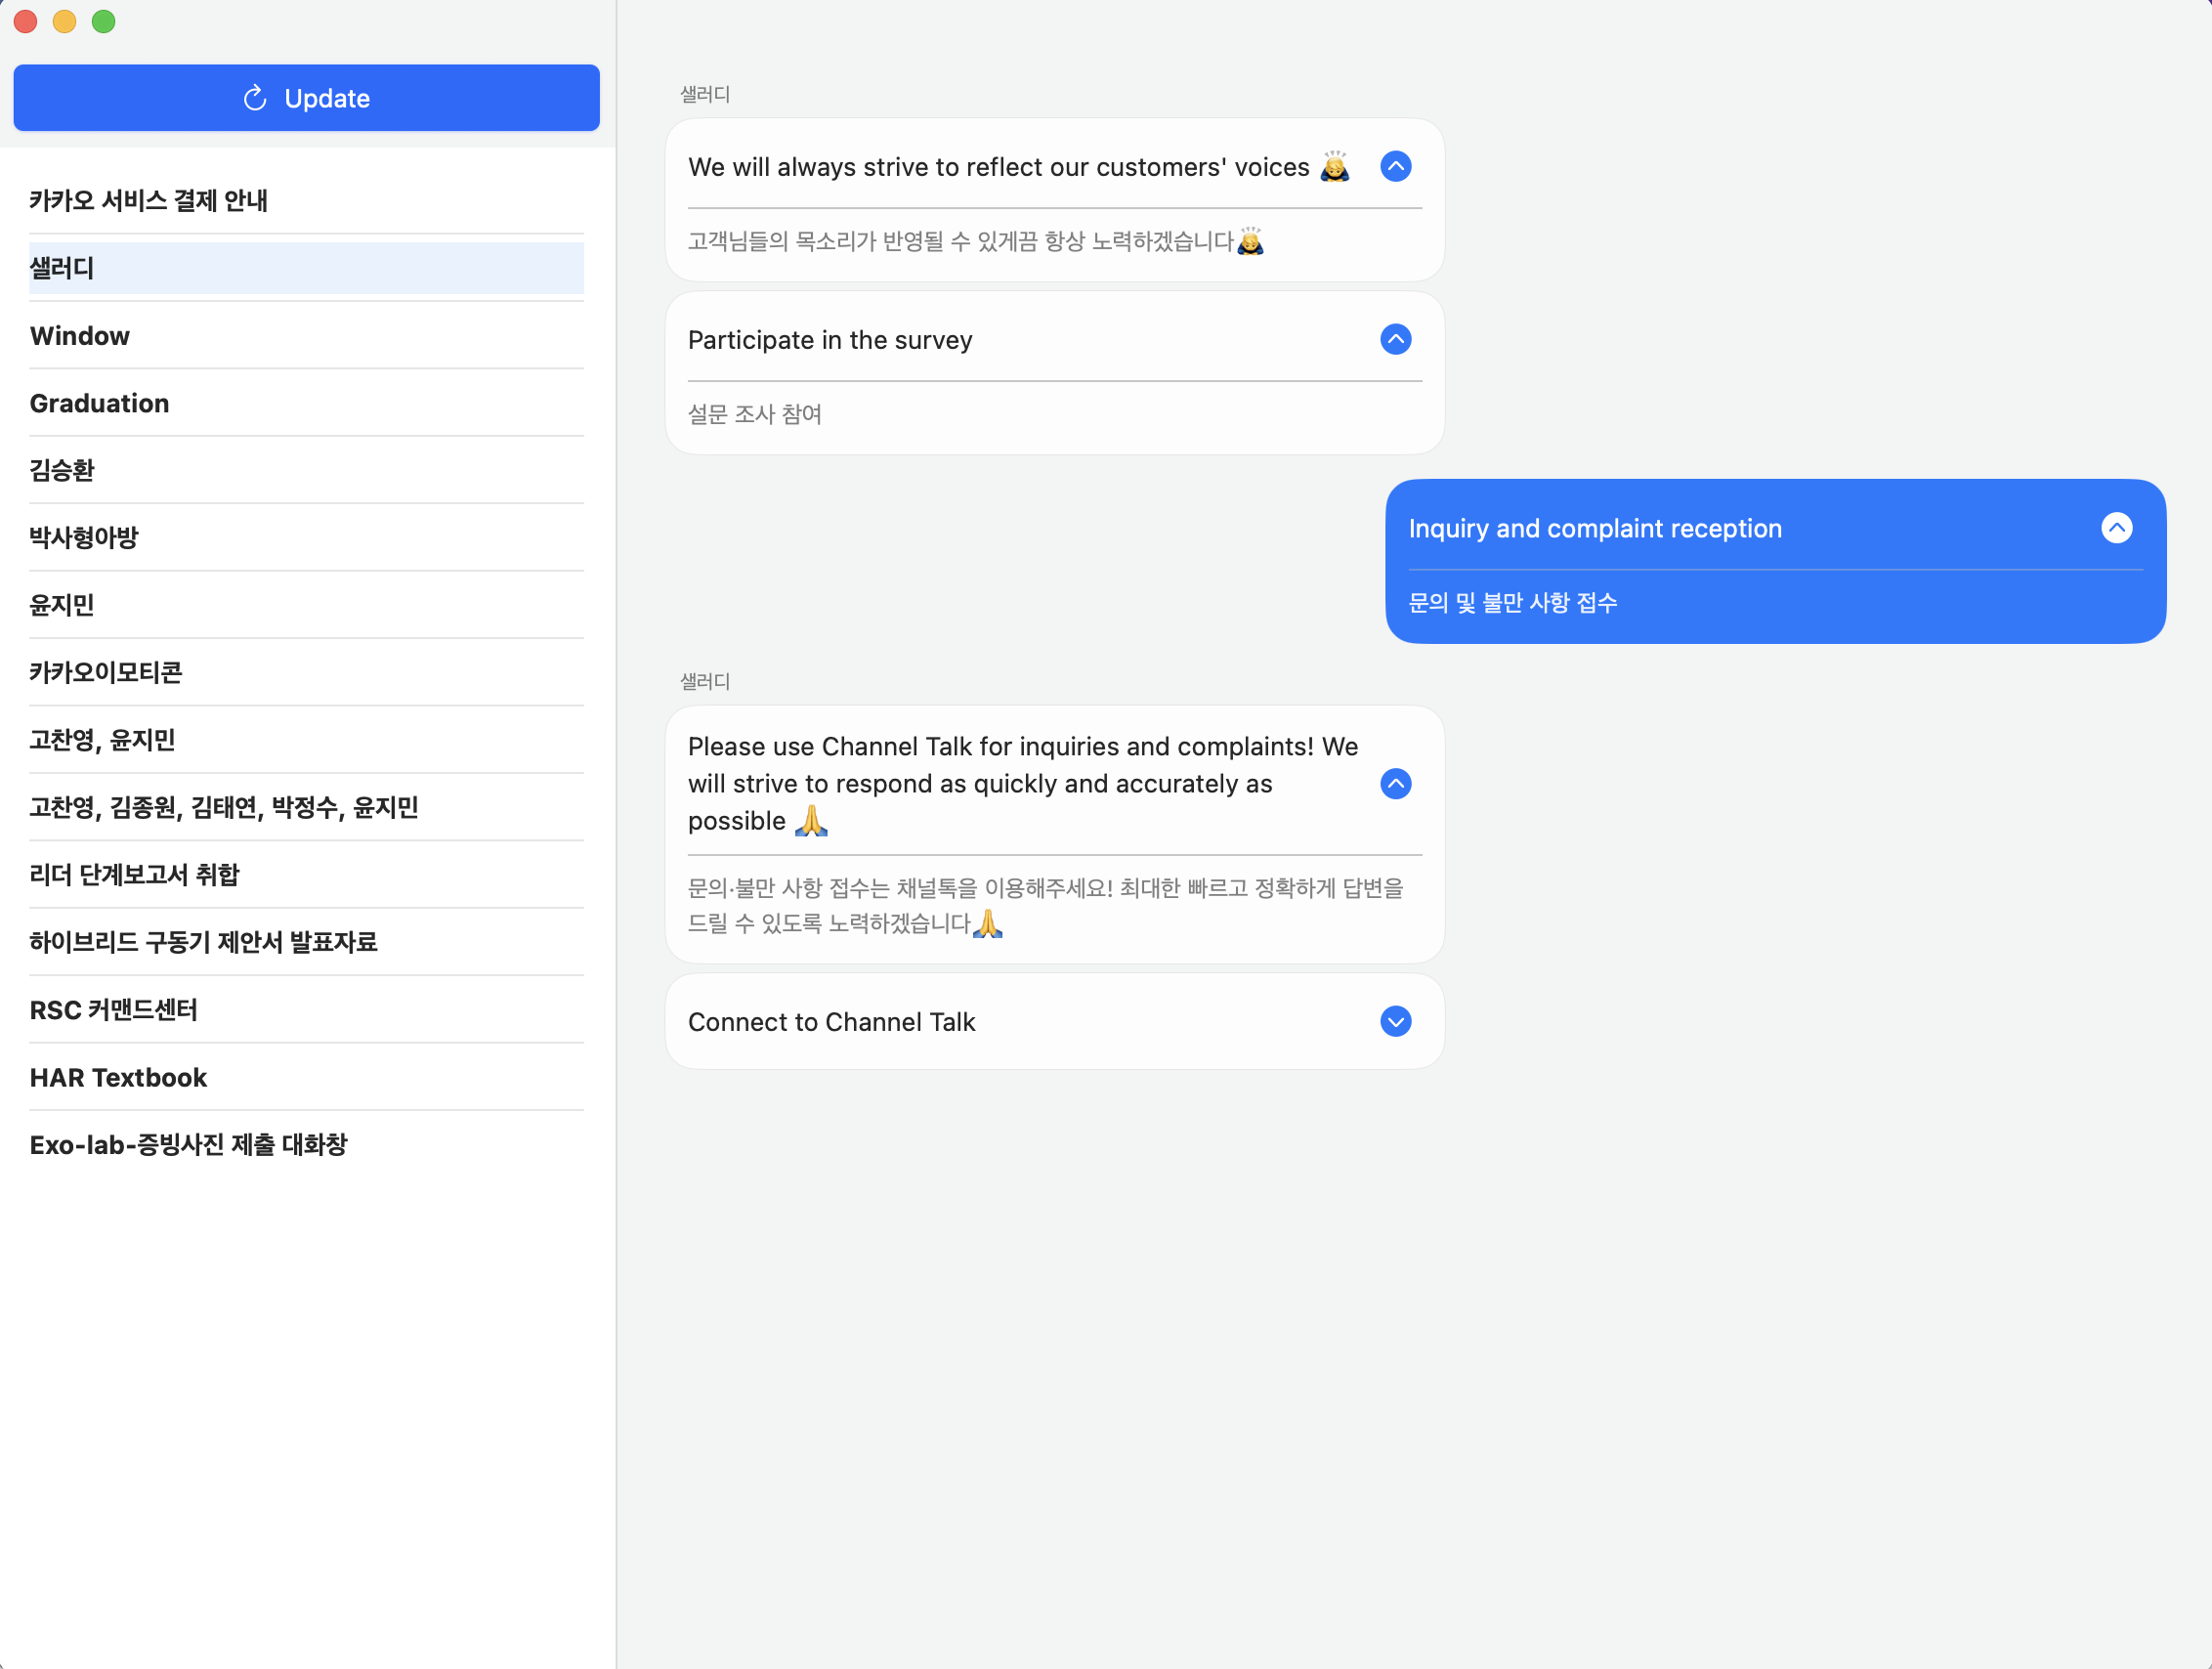 Update
카카오 서비스 결제 안내
샐러디
Window
Graduation
김승환
박사형아방
윤지민
카카오이모티콘
고찬영, 윤지민
고찬영, 김종원, 김태연, 박정수, 윤지민
리더 단계보고서 취합
하이브리드 구동기 제안서 발표자료
RSC 커맨드센터
HAR Textbook
Exo-lab-증빙사진 제출 대화창
샐러디
We will always strive to reflect our customers' voices 🙇
고객님들의 목소리가 반영될 수 있게끔 항상 노력하겠습니다🙇
Participate in the survey
설문 조사 참여
Inquiry and complaint reception
문의 및 불만 사항 접수
샐러디
Please use Channel Talk for inquiries and complaints! We
will strive to respond as quickly and accurately as
possible 🙏
문의·불만 사항 접수는 채널톡을 이용해주세요! 최대한 빠르고 정확하게 답변을
드릴 수 있도록 노력하겠습니다🙏
Connect to Channel Talk